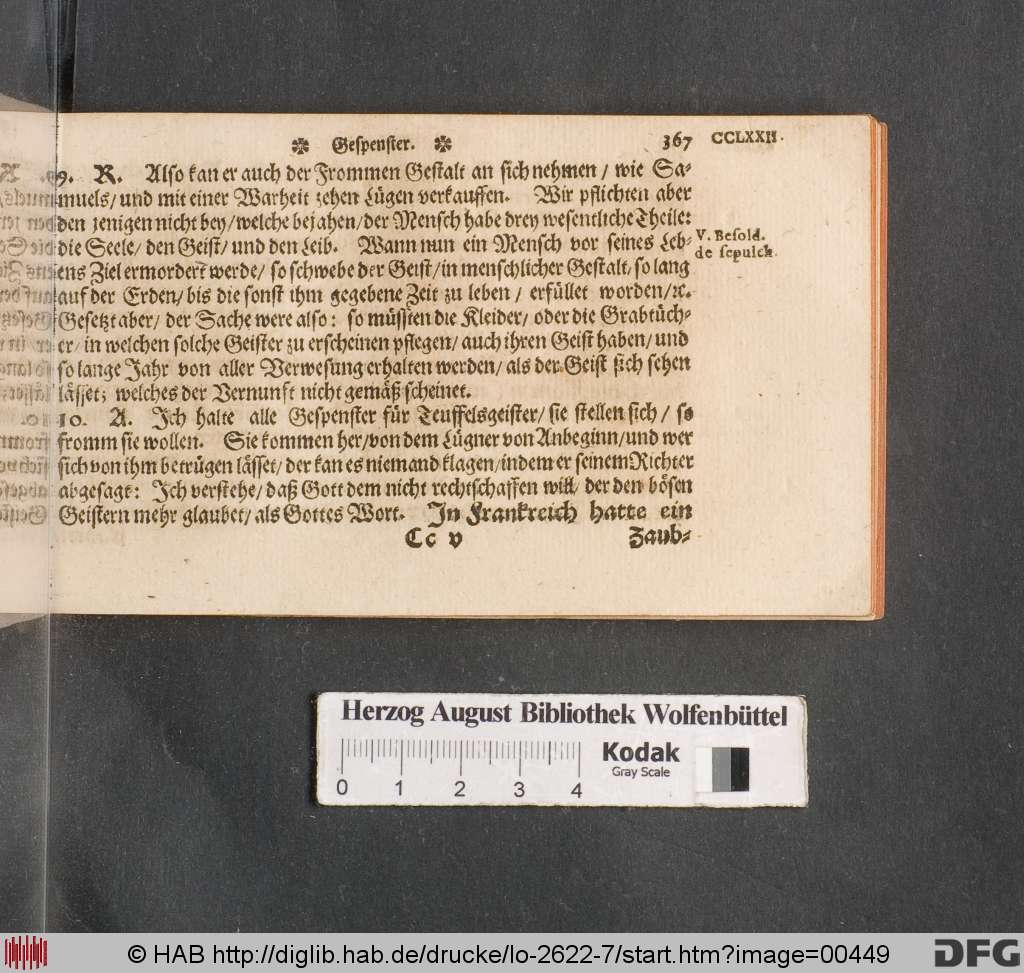 ✼ Gespenster. ✼ 367 CCLXXII.
9. R. Also kan er auch der Frommen Gestalt an sich nehmen / wie Sa-
muels / und mit einer Warheit zehen Lügen verkauffen. Wir pflichten aber
den jenigen nicht bey / welche bejahen / der Mensch habe drey wesentliche Theile:
die Seele / den Geist / und den Leib. Wann nun ein Mensch vor seines Leb-
ens Ziel ermordert werde / so schwebe der Geist / in menschlicher Gestalt / so lang
auf der Erden / bis die sonst ihm gegebene Zeit zu leben / erfüllet worden / ꝛc.
Gesetzt aber / der Sache were also: so müssten die Kleider / oder die Grabtüch-
er / in welchen solche Geister zu erscheinen pflegen / auch ihren Geist haben / und
so lange Jahr von aller Verwesung erhalten werden / als der Geist sich sehen
lässet; welches der Vernunft nicht gemäß scheinet.
V. Besold.
de sepulch.
10. A. Ich halte alle Gespenster für Teuffelsgeister / sie stellen sich / so
fromm sie wollen. Sie kommen her / von dem Lügner von Anbeginn / und wer
sich von ihm betrügen lässet / der kan es niemand klagen / indem er seinem Richter
abgesagt: Ich verstehe / daß Gott dem nicht rechtschaffen will / der den bösen
Geistern mehr glaubet / als Gottes Wort. In Frankreich hatte ein
Cc v Zaub-
Herzog August Bibliothek Wolfenbüttel
0 1 2 3 4
Kodak
Gray Scale
© HAB http://diglib.hab.de/drucke/lo-2622-7/start.htm?image=00449
DFG